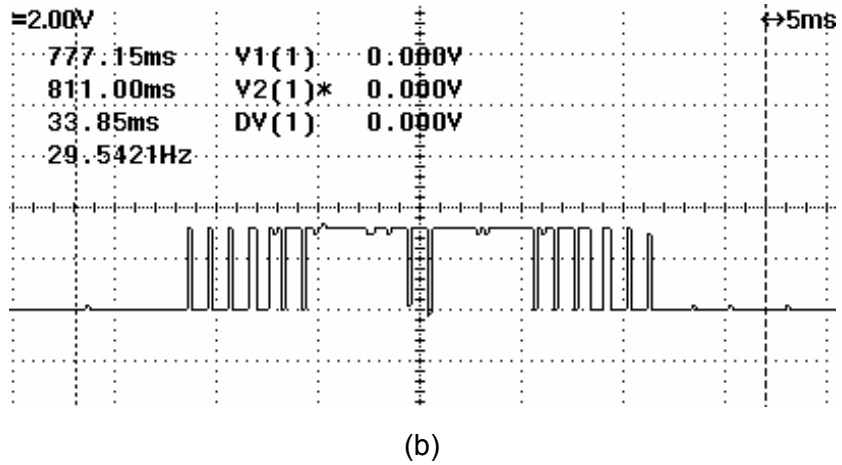 =2.00V ↔5ms
777.15ms V1(1) 0.000V
811.00ms V2(1)* 0.000V
33.85ms DV(1) 0.000V
29.5421Hz
(b)